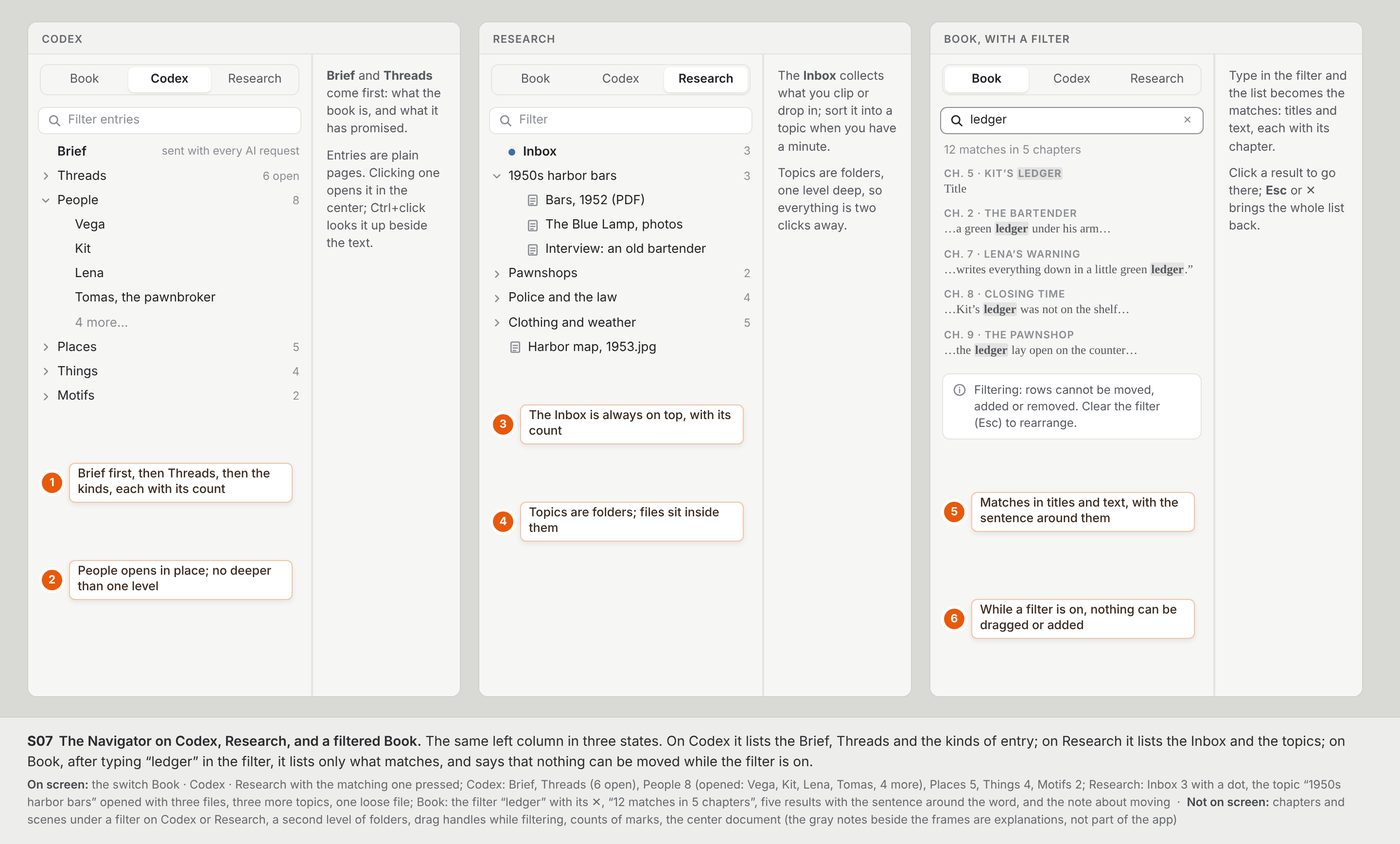 CODEX
Book Codex Research
Filter entries
Brief sent with every AI request
Threads 6 open
People 8
Vega
Kit
Lena
Tomas, the pawnbroker
4 more...
Places 5
Things 4
Motifs 2
1 Brief first, then Threads, then the
kinds, each with its count
2 People opens in place; no deeper
than one level
Brief and Threads
come first: what the
book is, and what it
has promised.
Entries are plain
pages. Clicking one
opens it in the
center; Ctrl+click
looks it up beside
the text.
RESEARCH
Book Codex Research
Filter
Inbox 3
1950s harbor bars 3
Bars, 1952 (PDF)
The Blue Lamp, photos
Interview: an old bartender
Pawnshops 2
Police and the law 4
Clothing and weather 5
Harbor map, 1953.jpg
3 The Inbox is always on top, with its
count
4 Topics are folders; files sit inside
them
The Inbox collects
what you clip or
drop in; sort it into a
topic when you have
a minute.
Topics are folders,
one level deep, so
everything is two
clicks away.
BOOK, WITH A FILTER
Book Codex Research
ledger ×
12 matches in 5 chapters
CH. 5 · KIT’S LEDGER
Title
CH. 2 · THE BARTENDER
…a green ledger under his arm…
CH. 7 · LENA’S WARNING
…writes everything down in a little green ledger.”
CH. 8 · CLOSING TIME
…Kit’s ledger was not on the shelf…
CH. 9 · THE PAWNSHOP
…the ledger lay open on the counter…
Filtering: rows cannot be moved,
added or removed. Clear the filter
(Esc) to rearrange.
5 Matches in titles and text, with the
sentence around them
6 While a filter is on, nothing can be
dragged or added
Type in the filter and
the list becomes the
matches: titles and
text, each with its
chapter.
Click a result to go
there; Esc or ✕
brings the whole list
back.
S07 The Navigator on Codex, Research, and a filtered Book. The same left column in three states. On Codex it lists the Brief, Threads and the kinds of entry; on Research it lists the Inbox and the topics; on
Book, after typing “ledger” in the filter, it lists only what matches, and says that nothing can be moved while the filter is on.
On screen: the switch Book · Codex · Research with the matching one pressed; Codex: Brief, Threads (6 open), People 8 (opened: Vega, Kit, Lena, Tomas, 4 more), Places 5, Things 4, Motifs 2; Research: Inbox 3 with a dot, the topic “1950s
harbor bars” opened with three files, three more topics, one loose file; Book: the filter “ledger” with its ✕, “12 matches in 5 chapters”, five results with the sentence around the word, and the note about moving · Not on screen: chapters and
scenes under a filter on Codex or Research, a second level of folders, drag handles while filtering, counts of marks, the center document (the gray notes beside the frames are explanations, not part of the app)